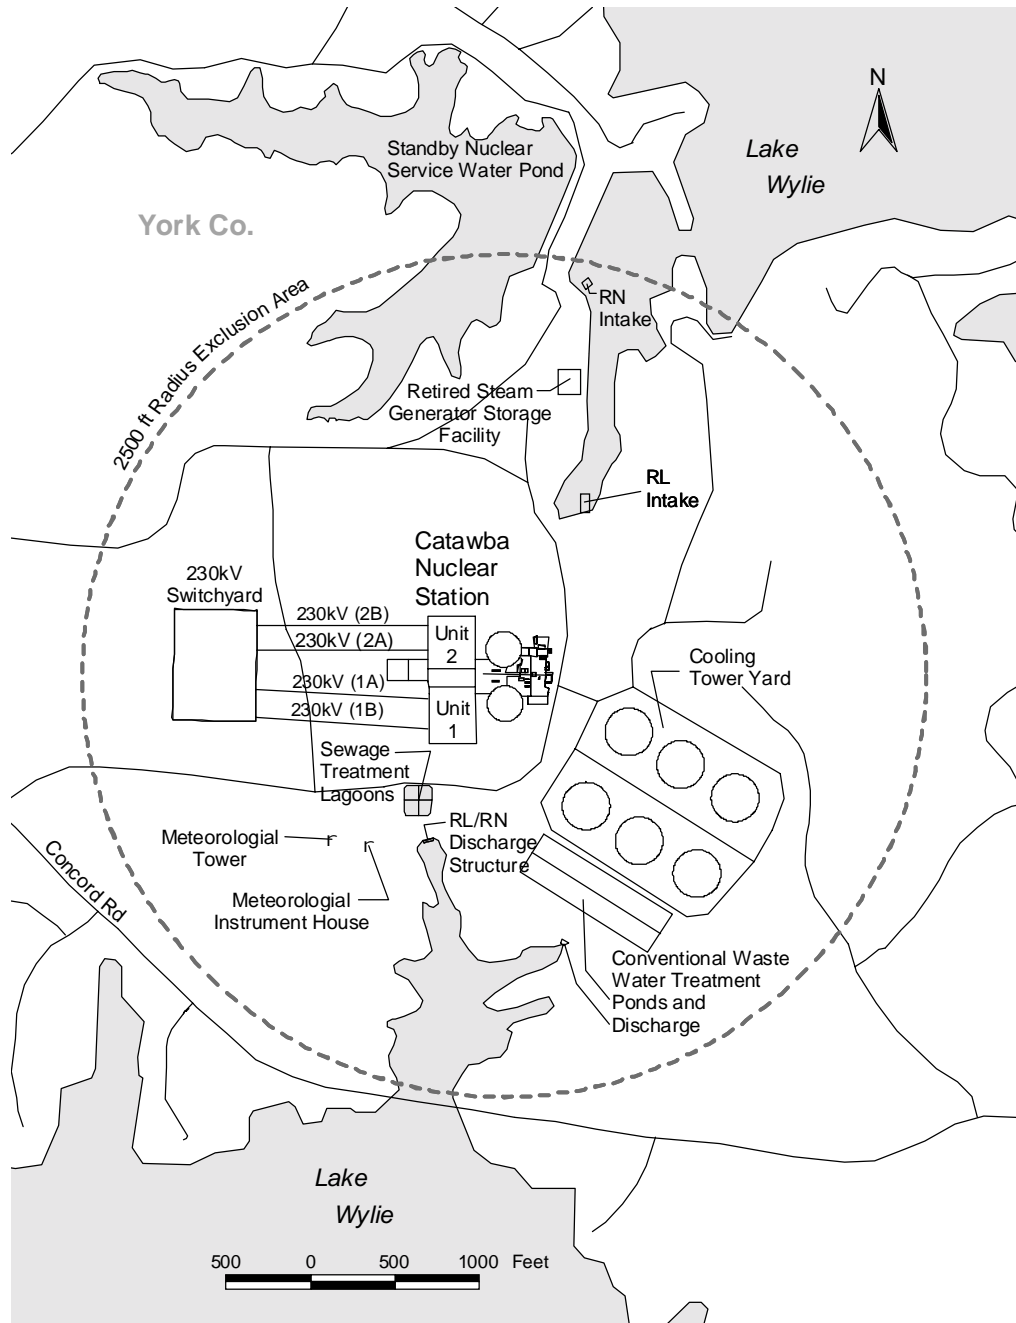 N
Lake
Wylie
Standby Nuclear
Service Water Pond
York Co.
2500 ft Radius Exclusion Area
RN
Intake
Retired Steam
Generator Storage
Facility
RL
Intake
Catawba
Nuclear
Station
230kV
Switchyard
230kV (2B)
230kV (2A)
230kV (1A)
230kV (1B)
Unit
2
Unit
1
Cooling
Tower Yard
Sewage
Treatment
Lagoons
RL/RN
Discharge
Structure
Meteorologial
Tower
Meteorologial
Instrument House
Concord Rd
Conventional Waste
Water Treatment
Ponds and
Discharge
Lake
Wylie
500 0 500 1000 Feet